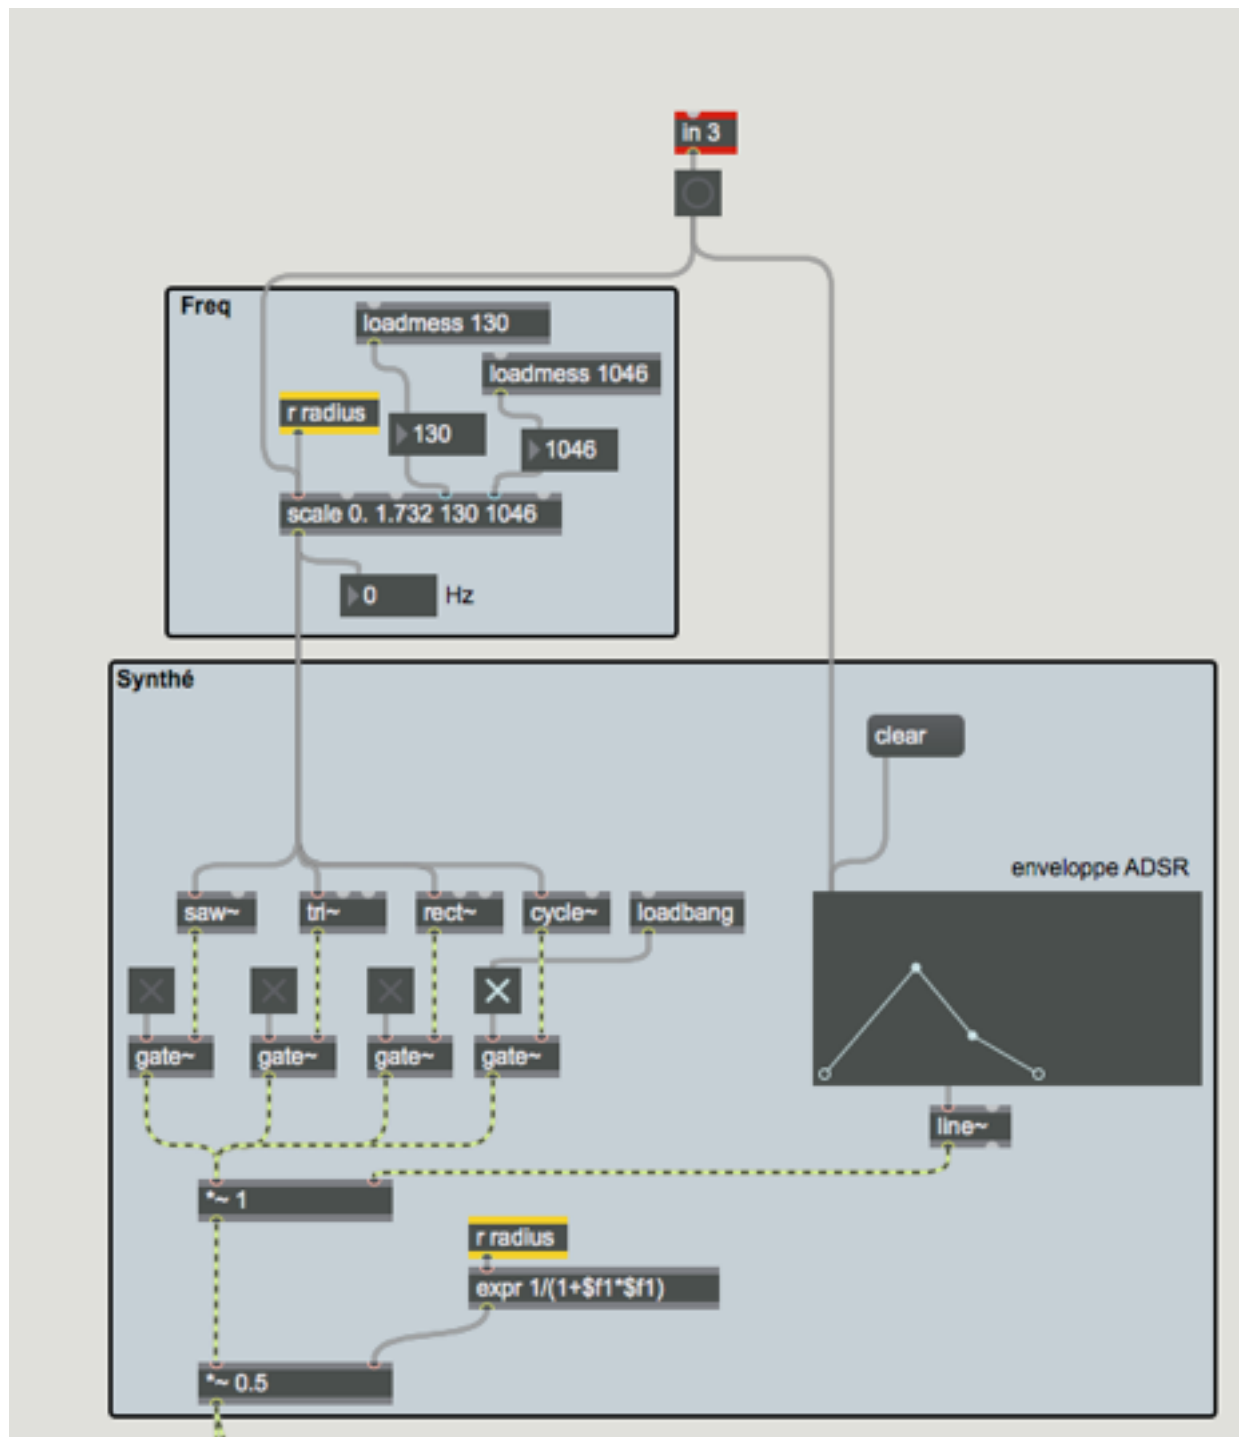 in 3
Freq
loadmess 130
loadmess 1046
r radius
130
1046
scale 0. 1.732 130 1046
0
Hz
Synthé
clear
enveloppe ADSR
saw~
tri~
rect~
cycle~
loadbang
gate~
gate~
gate~
gate~
line~
*~ 1
r radius
expr 1/(1+$f1*$f1)
*~ 0.5